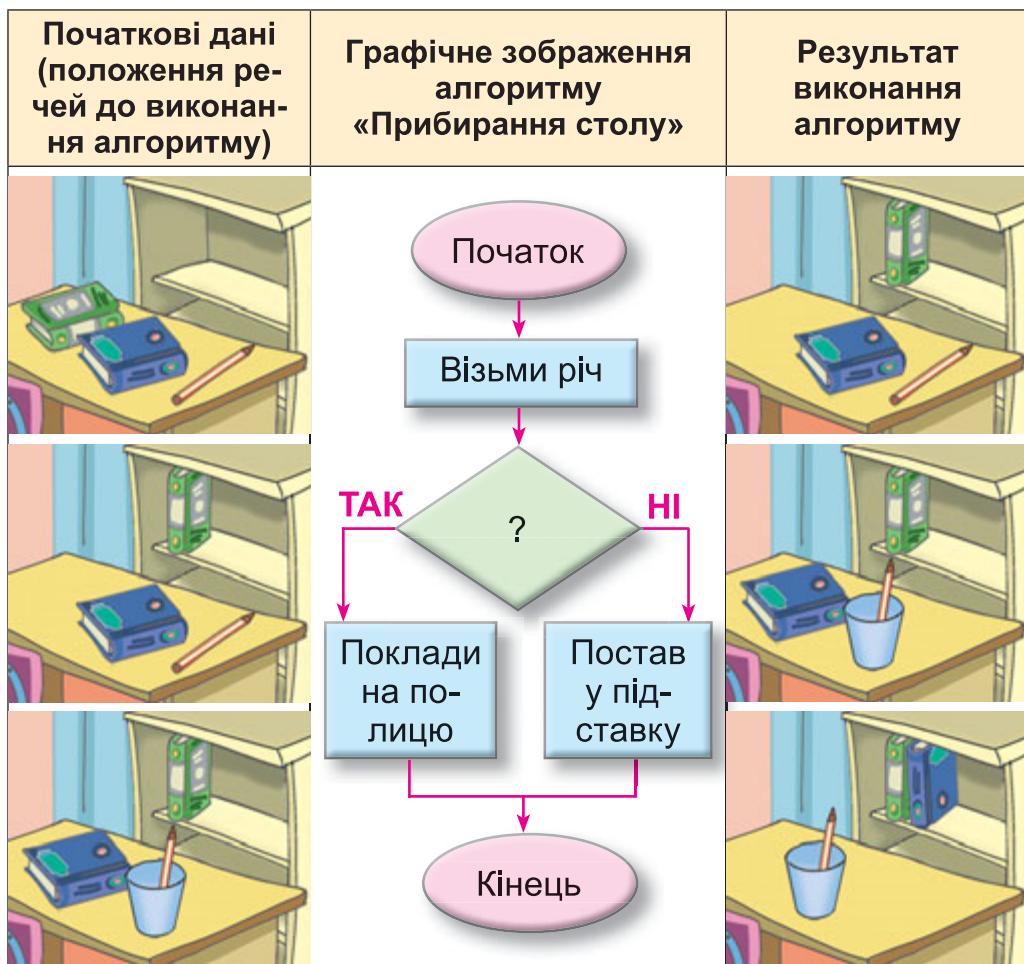 Початкові дані
(положення ре-
чей до виконан-
ня алгоритму)
Графічне зображення
алгоритму
«Прибирання столу»
Результат
виконання
алгоритму
Початок
Візьми річ
ТАК
?
НІ
Поклади
на по-
лицю
Постав
у під-
ставку
Кінець